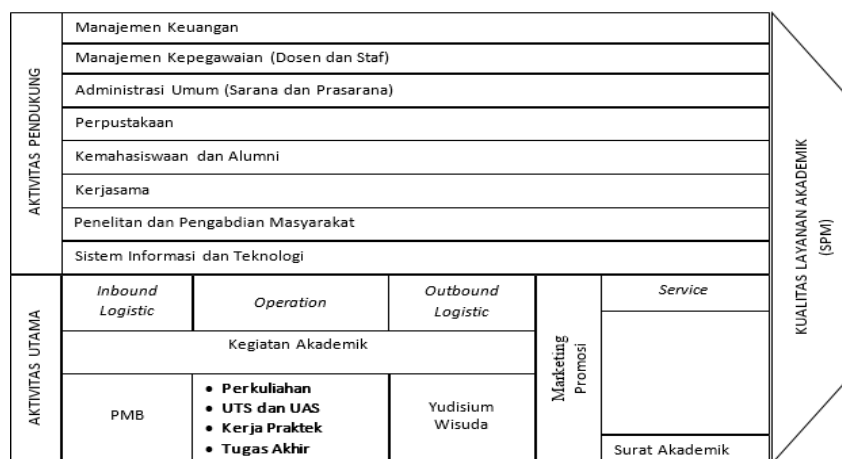 AKTIVITAS PENDUKUNG
Manajemen Keuangan
Manajemen Kepegawaian (Dosen dan Staf)
Administrasi Umum (Sarana dan Prasarana)
Perpustakaan
Kemahasiswaan dan Alumni
Kerjasama
Penelitan dan Pengabdian Masyarakat
Sistem Informasi dan Teknologi
AKTIVITAS UTAMA
Inbound
Logistic
Operation
Outbound
Logistic
Kegiatan Akademik
PMB
• Perkuliahan
• UTS dan UAS
• Kerja Praktek
• Tugas Akhir
Yudisium
Wisuda
Marketing
Promosi
Service
Surat Akademik
KUALITAS LAYANAN AKADEMIK
(SPM)